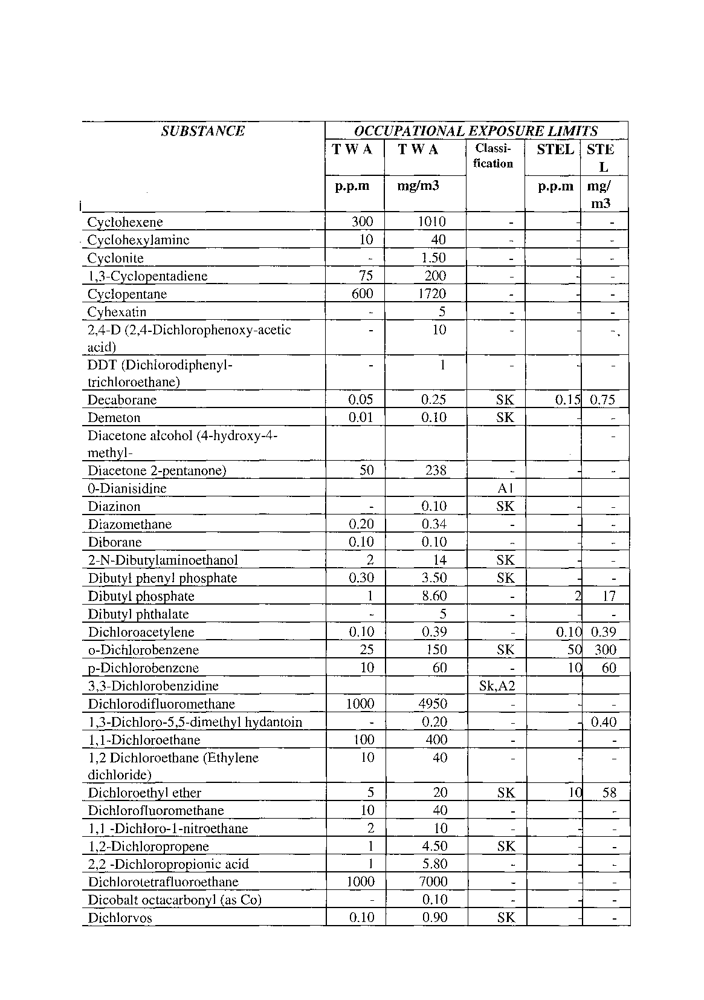 SUBSTANCE OCCUPATIONAL EXPOSURE LIMITS
T W A T W A Classi- STEL STE
fication L
p.p.m mg/m3 p.p.m mg/
m3
Cyclohexene 300 1010 - - -
Cyclohexylamine 10 40 - - -
Cyclonite - 1.50 - - -
1,3-Cyclopentadiene 75 200 - - -
Cyclopentane 600 1720 - - -
Cyhexatin - 5 - - -
2,4-D (2,4-Dichlorophenoxy-acetic - 10 - - -
acid)
DDT (Dichlorodiphenyl- - 1 - - -
trichloroethane)
Decaborane 0.05 0.25 SK 0.15 0.75
Demeton 0.01 0.10 SK - -
Diacetone alcohol (4-hydroxy-4- -
methyl-
Diacetone 2-pentanone) 50 238 - - -
0-Dianisidine A1
Diazinon - 0.10 SK - -
Diazomethane 0.20 0.34 - - -
Diborane 0.10 0.10 - - -
2-N-Dibutylaminoethanol 2 14 SK - -
Dibutyl phenyl phosphate 0.30 3.50 SK - -
Dibutyl phosphate 1 8.60 - 2 17
Dibutyl phthalate - 5 - - -
Dichloroacetylene 0.10 0.39 - 0.10 0.39
o-Dichlorobenzene 25 150 SK 50 300
p-Dichlorobenzene 10 60 - 10 60
3,3-Dichlorobenzidine Sk,A2
Dichlorodifluoromethane 1000 4950 - - -
1,3-Dichloro-5,5-dimethyl hydantoin - 0.20 - - 0.40
1,1-Dichloroethane 100 400 - - -
1,2 Dichloroethane (Ethylene 10 40 - - -
dichloride)
Dichloroethyl ether 5 20 SK 10 58
Dichlorofluoromethane 10 40 - - -
1,1 -Dichloro-1-nitroethane 2 10 - - -
1,2-Dichloropropene 1 4.50 SK - -
2,2 -Dichloropropionic acid 1 5.80 - - -
Dichlorotetrafluoroethane 1000 7000 - - -
Dicobalt octacarbonyl (as Co) - 0.10 - - -
Dichlorvos 0.10 0.90 SK - -